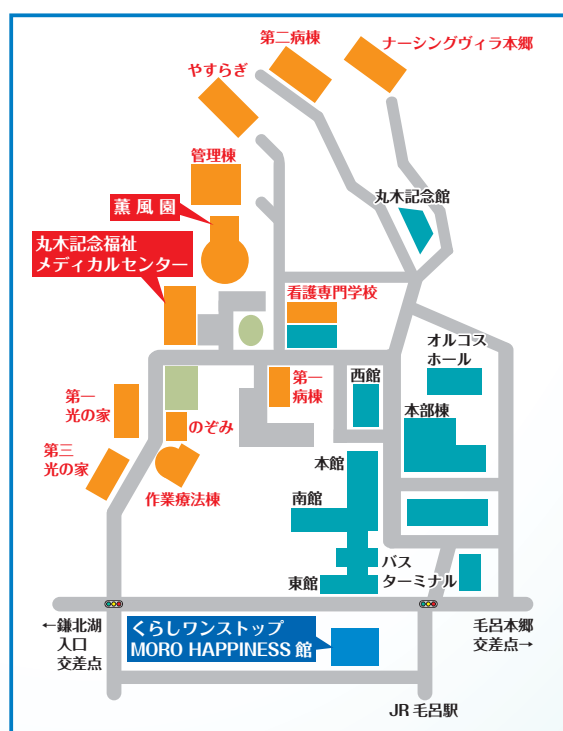 第二病棟
ナーシングヴィラ本郷
やすらぎ
管理棟
丸木記念館
薫風園
丸木記念福祉
メディカルセンター
看護専門学校
オルコス
ホール
第一
病棟
西館
第一
光の家
本部棟
のぞみ
第三
光の家
本館
作業療法棟
南館
バス
ターミナル
東館
←鎌北湖
入口
交差点
くらしワンストップ
MORO HAPPINESS 館
毛呂本郷
交差点→
JR 毛呂駅